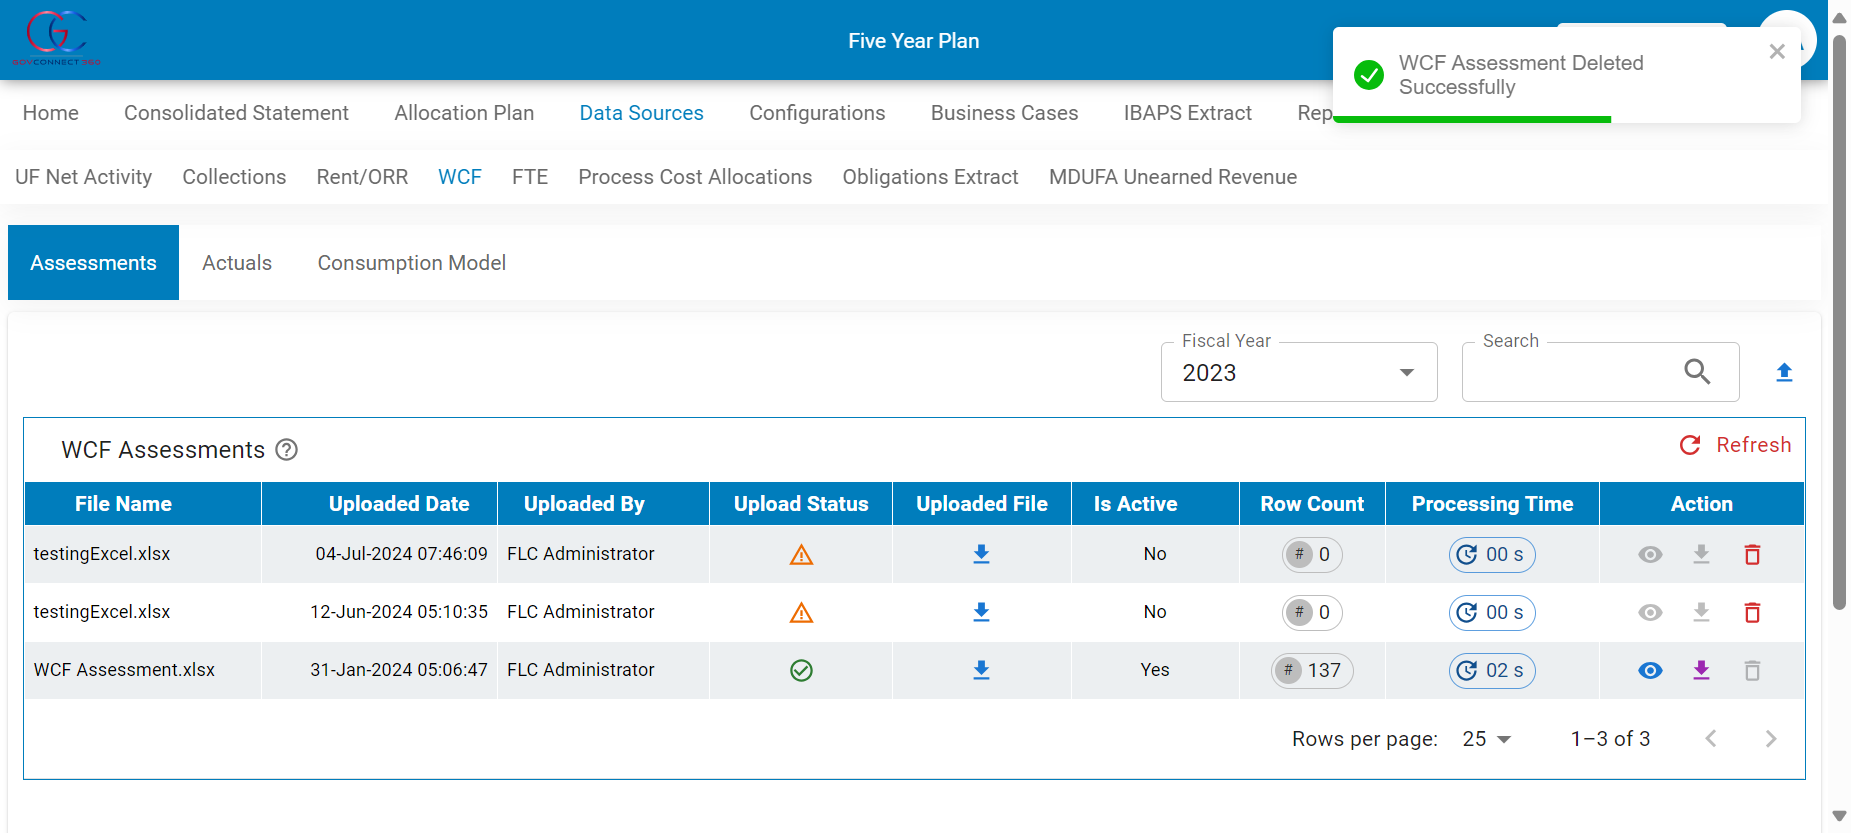 GOVCONNECT 360
Five Year Plan
WCF Assessment Deleted
Successfully
Home Consolidated Statement Allocation Plan Data Sources Configurations Business Cases IBAPS Extract Rep
UF Net Activity Collections Rent/ORR WCF FTE Process Cost Allocations Obligations Extract MDUFA Unearned Revenue
Assessments Actuals Consumption Model
Fiscal Year Search
2023
WCF Assessments ? Refresh
File Name Uploaded Date Uploaded By Upload Status Uploaded File Is Active Row Count Processing Time Action
testingExcel.xlsx 04-Jul-2024 07:46:09 FLC Administrator No # 0 00 s
testingExcel.xlsx 12-Jun-2024 05:10:35 FLC Administrator No # 0 00 s
WCF Assessment.xlsx 31-Jan-2024 05:06:47 FLC Administrator Yes # 137 02 s
Rows per page: 25 1–3 of 3